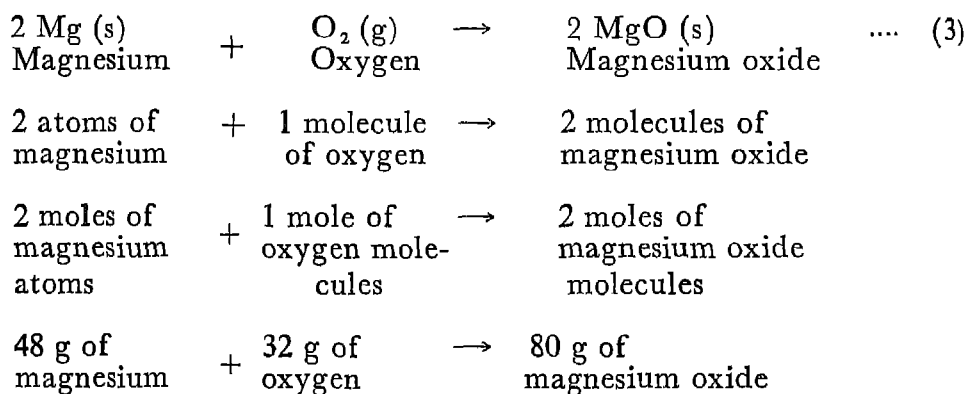 2 Mg (s) + O₂ (g) → 2 MgO (s) .... (3)
Magnesium Oxygen Magnesium oxide
2 atoms of + 1 molecule → 2 molecules of
magnesium of oxygen magnesium oxide
2 moles of 1 mole of → 2 moles of
magnesium + oxygen mole- magnesium oxide
atoms cules molecules
48 g of + 32 g of → 80 g of
magnesium oxygen magnesium oxide